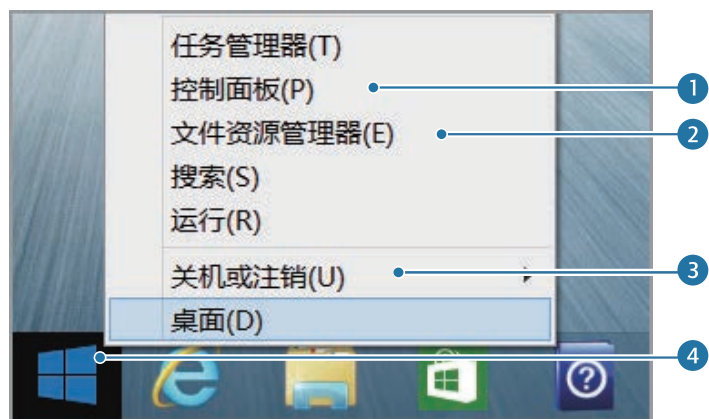 任务管理器(T)
控制面板(P)
1
文件资源管理器(E)
2
搜索(S)
运行(R)
关机或注销(U)
3
桌面(D)
4
?